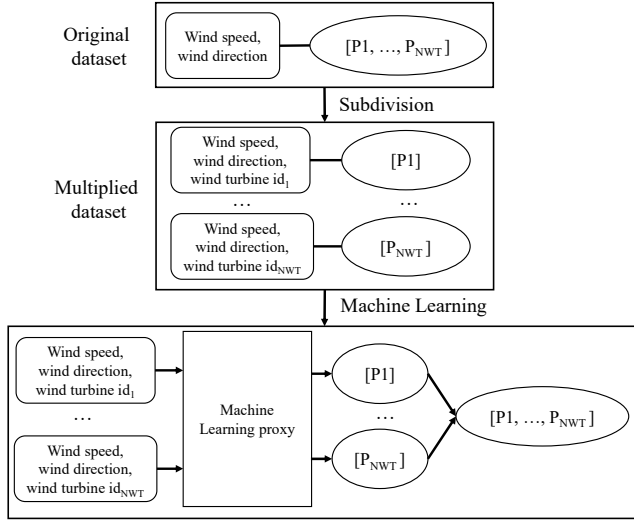 Original
dataset
Wind speed,
wind direction
[P1, …, P_NWT]
Subdivision
Multiplied
dataset
Wind speed,
wind direction,
wind turbine id_1
[P1]
…
…
Wind speed,
wind direction,
wind turbine id_NWT
[P_NWT]
Machine Learning
Wind speed,
wind direction,
wind turbine id_1
…
Wind speed,
wind direction,
wind turbine id_NWT
Machine
Learning proxy
[P1]
…
[P_NWT]
[P1, …, P_NWT]